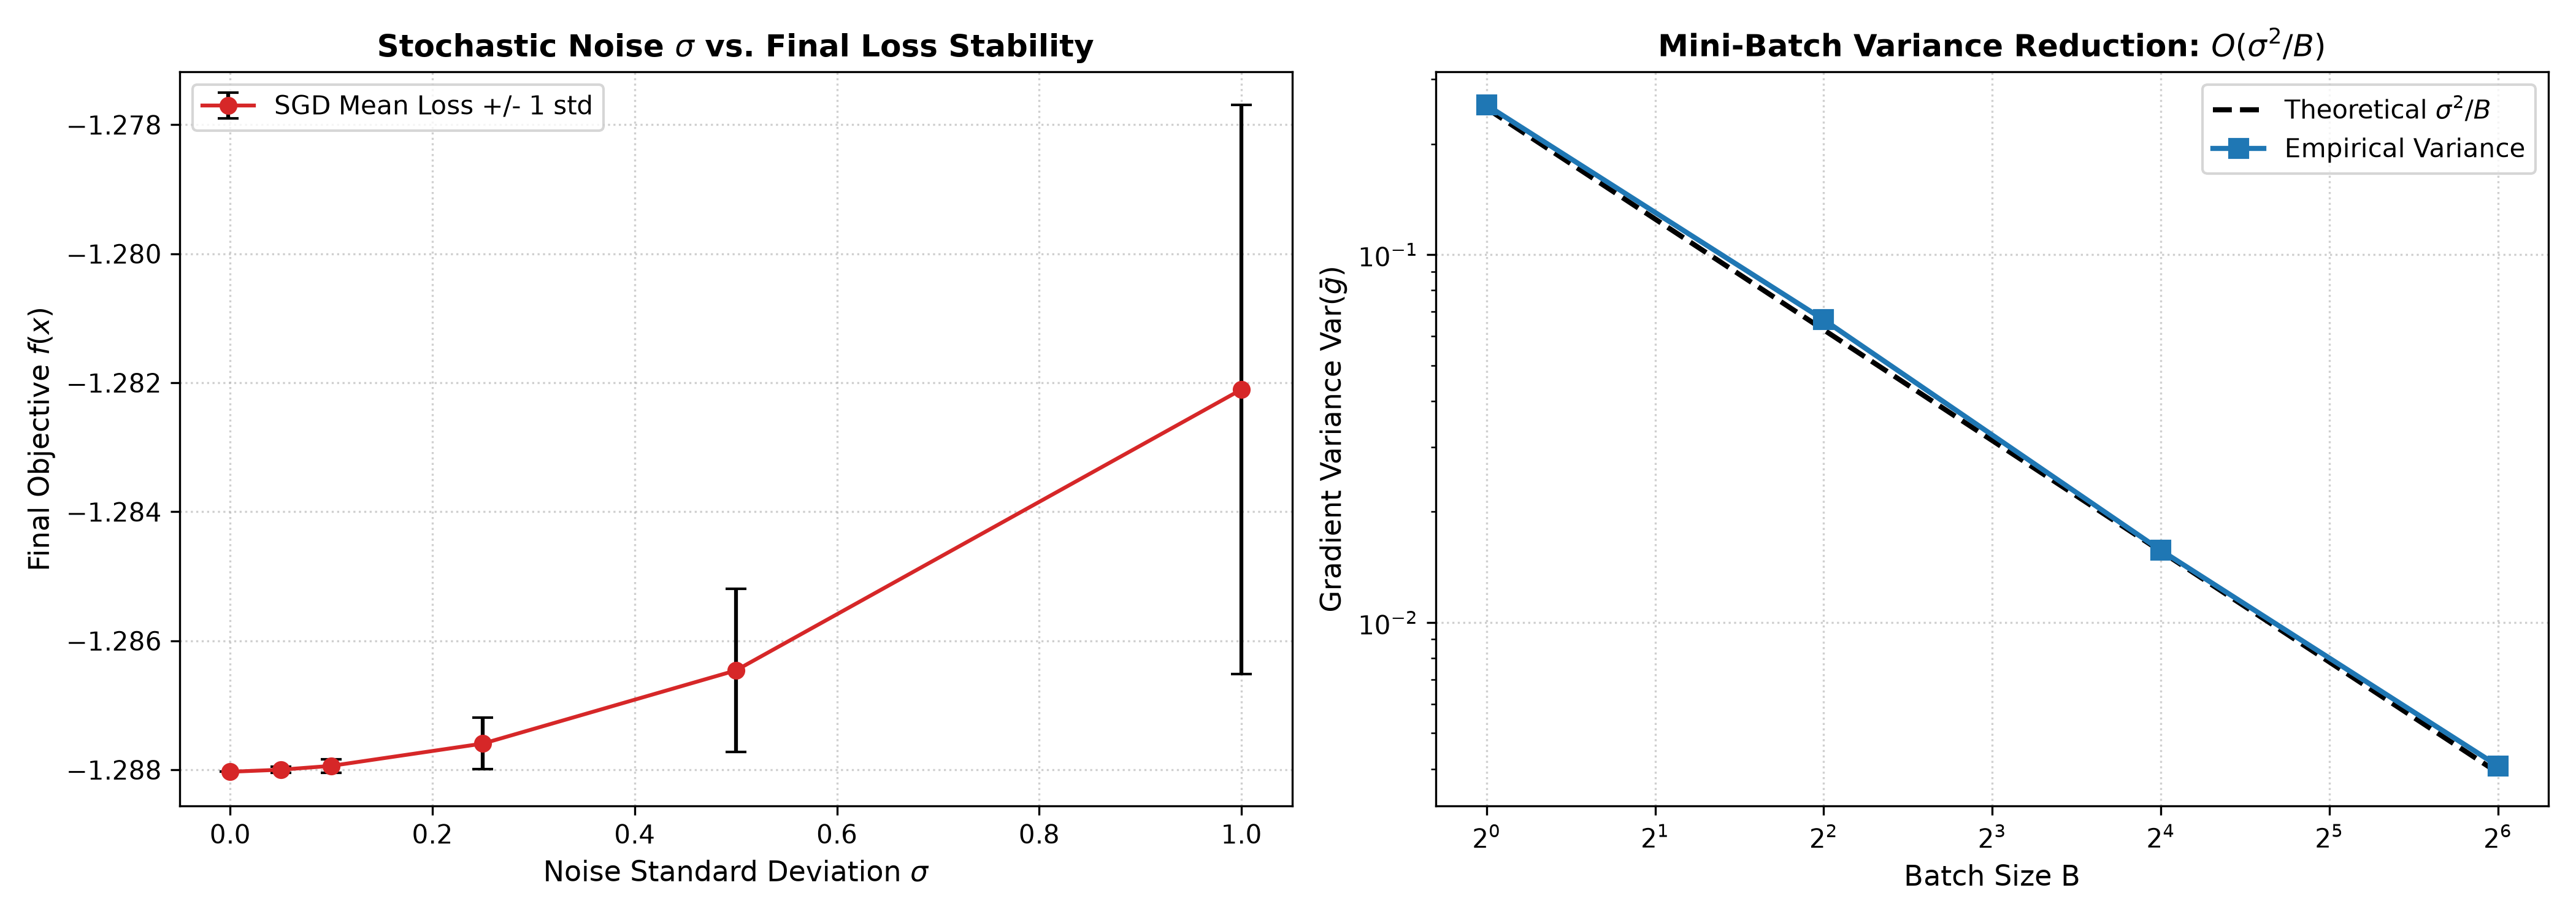 Stochastic Noise σ vs. Final Loss Stability
SGD Mean Loss +/- 1 std
−1.278
−1.280
−1.282
−1.284
−1.286
−1.288
Final Objective f(x)
0.0 0.2 0.4 0.6 0.8 1.0
Noise Standard Deviation σ
Mini-Batch Variance Reduction: O(σ²/B)
Theoretical σ²/B
Empirical Variance
10⁻¹
10⁻²
Gradient Variance Var(ḡ)
2⁰ 2¹ 2² 2³ 2⁴ 2⁵ 2⁶
Batch Size B